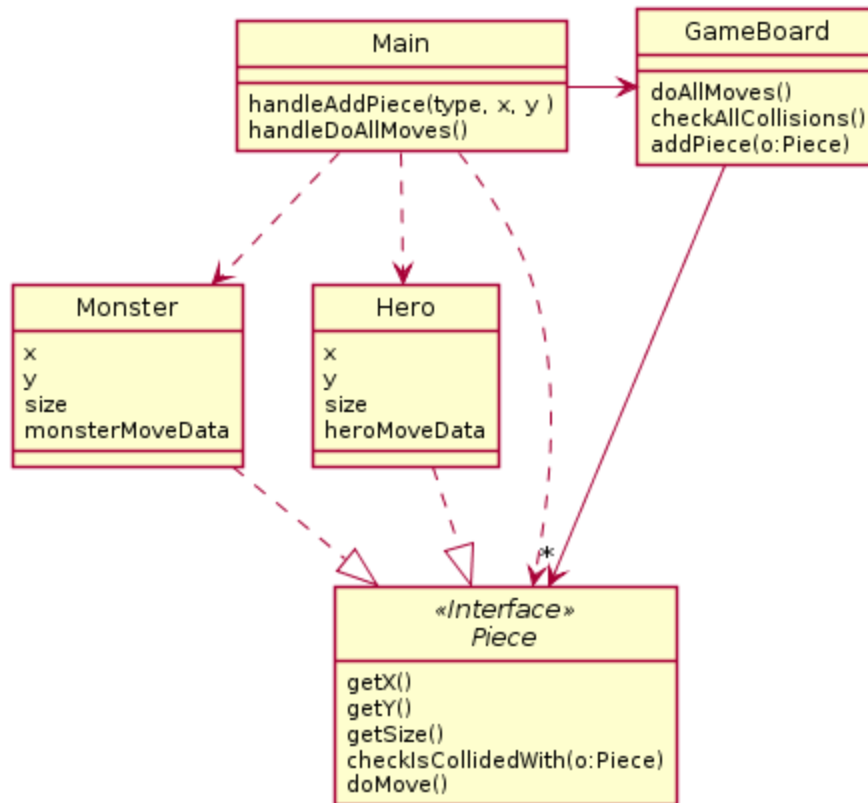 Main
handleAddPiece(type, x, y )
handleDoAllMoves()
GameBoard
doAllMoves()
checkAllCollisions()
addPiece(o:Piece)
Monster
x
y
size
monsterMoveData
Hero
x
y
size
heroMoveData
*
«Interface»
Piece
getX()
getY()
getSize()
checkIsCollidedWith(o:Piece)
doMove()